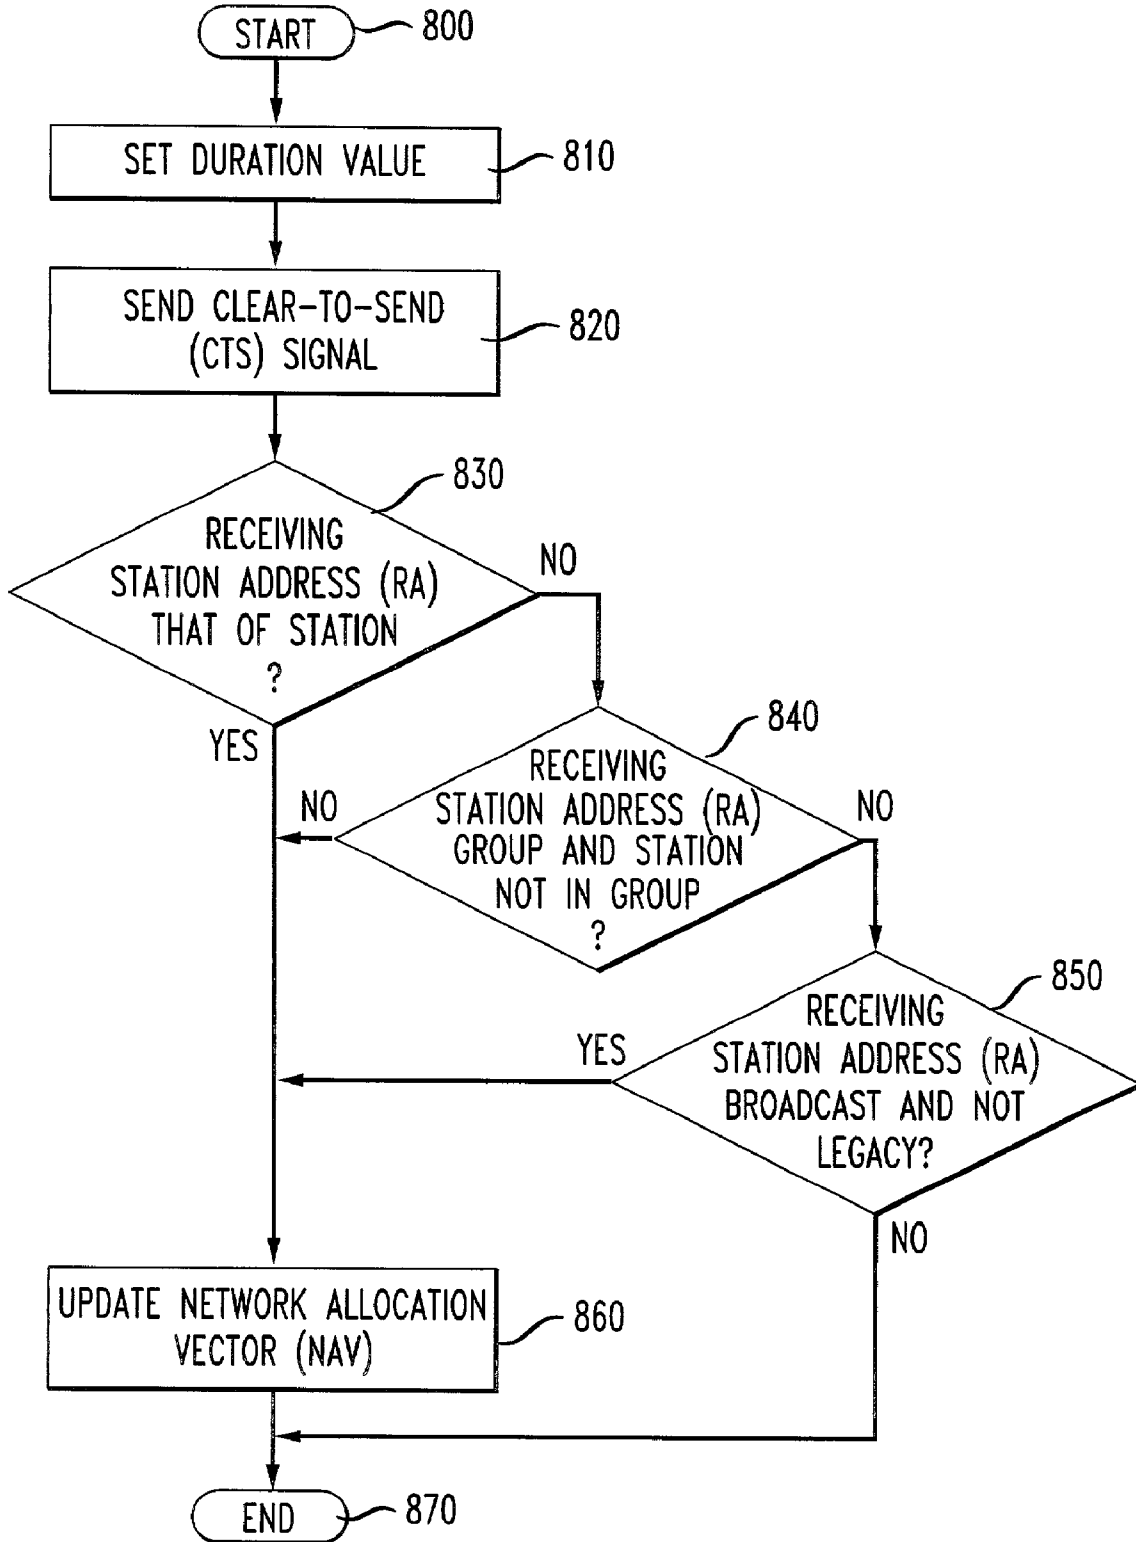 START
800
SET DURATION VALUE
810
SEND CLEAR-TO-SEND
(CTS) SIGNAL
820
830
RECEIVING
STATION ADDRESS (RA)
THAT OF STATION
?
NO
YES
840
RECEIVING
STATION ADDRESS (RA)
GROUP AND STATION
NOT IN GROUP
?
NO
NO
850
RECEIVING
STATION ADDRESS (RA)
BROADCAST AND NOT
LEGACY?
YES
NO
UPDATE NETWORK ALLOCATION
VECTOR (NAV)
860
END
870